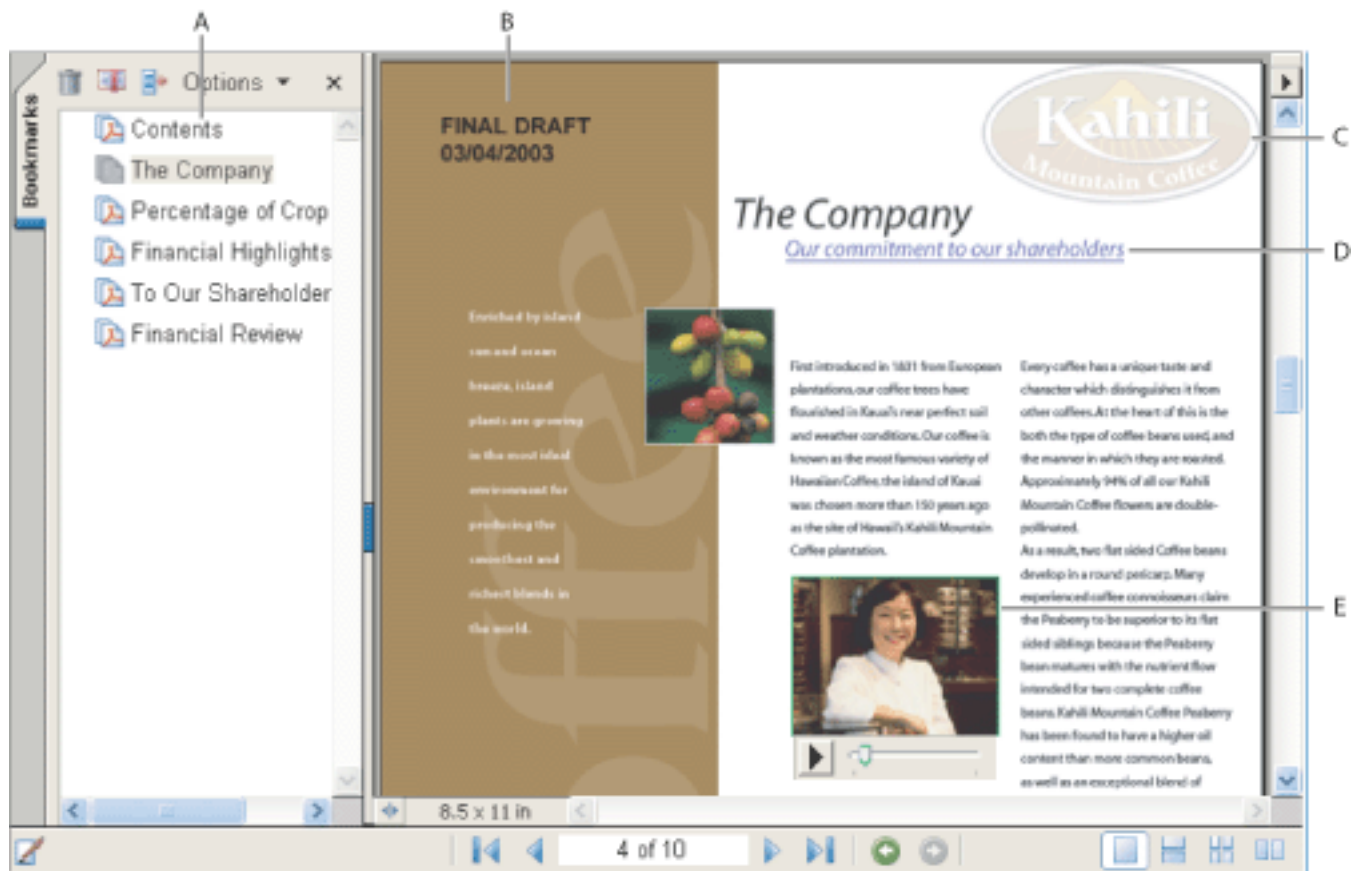 A
B
Bookmarks
Options
Contents
The Company
Percentage of Crop
Financial Highlights
To Our Shareholder
Financial Review
FINAL DRAFT
03/04/2003
Kahili
Mountain Coffee
C
The Company
Our commitment to our shareholders
D
Enriched by island
sun and ocean
breezes, island
plants are growing
in the most ideal
environment for
producing the
smoothest and
richest blends in
the world.
offee
First introduced in 1831 from European
plantations, our coffee trees have
flourished in Kauai's near perfect soil
and weather conditions. Our coffee is
known as the most famous variety of
Hawaiian Coffee, the island of Kauai
was chosen more than 150 years ago
as the site of Hawaii's Kahili Mountain
Coffee plantation.
Every coffee has a unique taste and
character which distinguishes it from
other coffees. At the heart of this is the
both the type of coffee beans used, and
the manner in which they are roasted.
Approximately 94% of all our Kahili
Mountain Coffee flowers are double-
pollinated.
As a result, two flat sided Coffee beans
develop in a round pericarp. Many
experienced coffee connoisseurs claim
the Peaberry to be superior to its flat
sided siblings because the Peaberry
bean matures with the nutrient flow
intended for two complete coffee
beans. Kahili Mountain Coffee Peaberry
has been found to have a higher oil
content than more common beans,
as well as an exceptional blend of
E
8.5 x 11 in
4 of 10